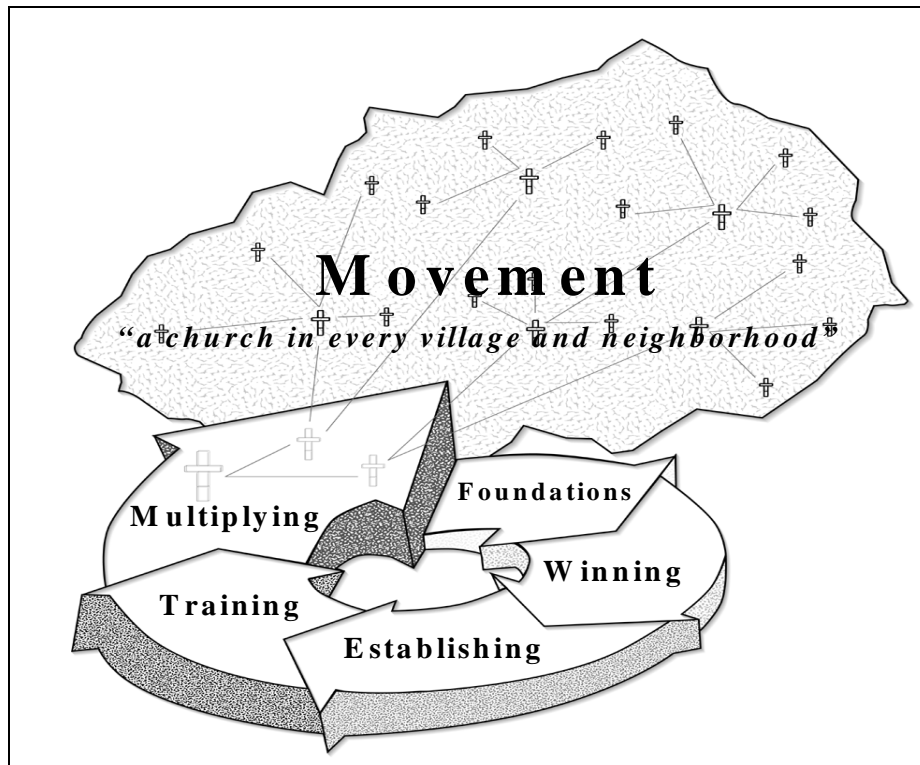 Movement
“a church in every village and neighborhood”
Foundations
Multiplying
Winning
Training
Establishing